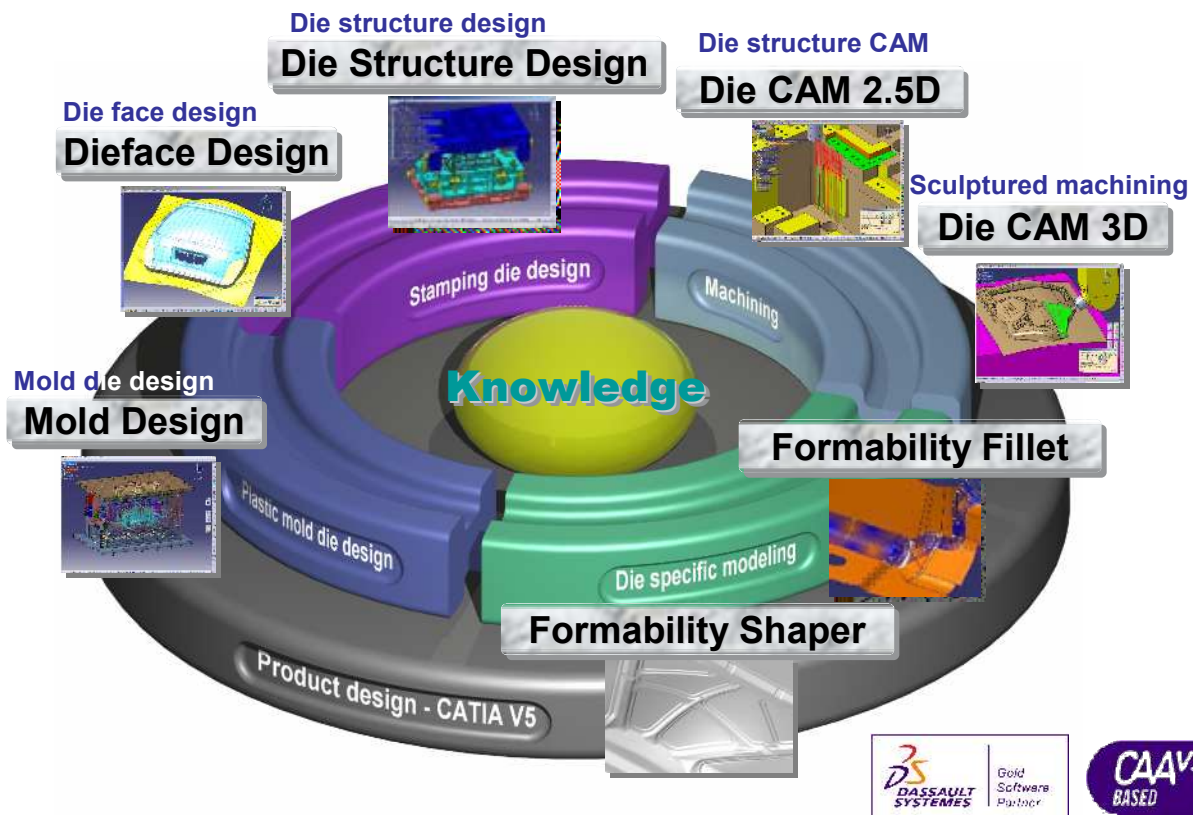 Die structure design
Die Structure Design
Die structure CAM
Die CAM 2.5D
Die face design
Dieface Design
Sculptured machining
Die CAM 3D
Stamping die design
Machining
Knowledge
Mold die design
Mold Design
Formability Fillet
Plastic mold die design
Die specific modeling
Formability Shaper
Product design - CATIA V5
DASSAULT
SYSTEMES
Gold
Software
Partner
CAAV5
BASED